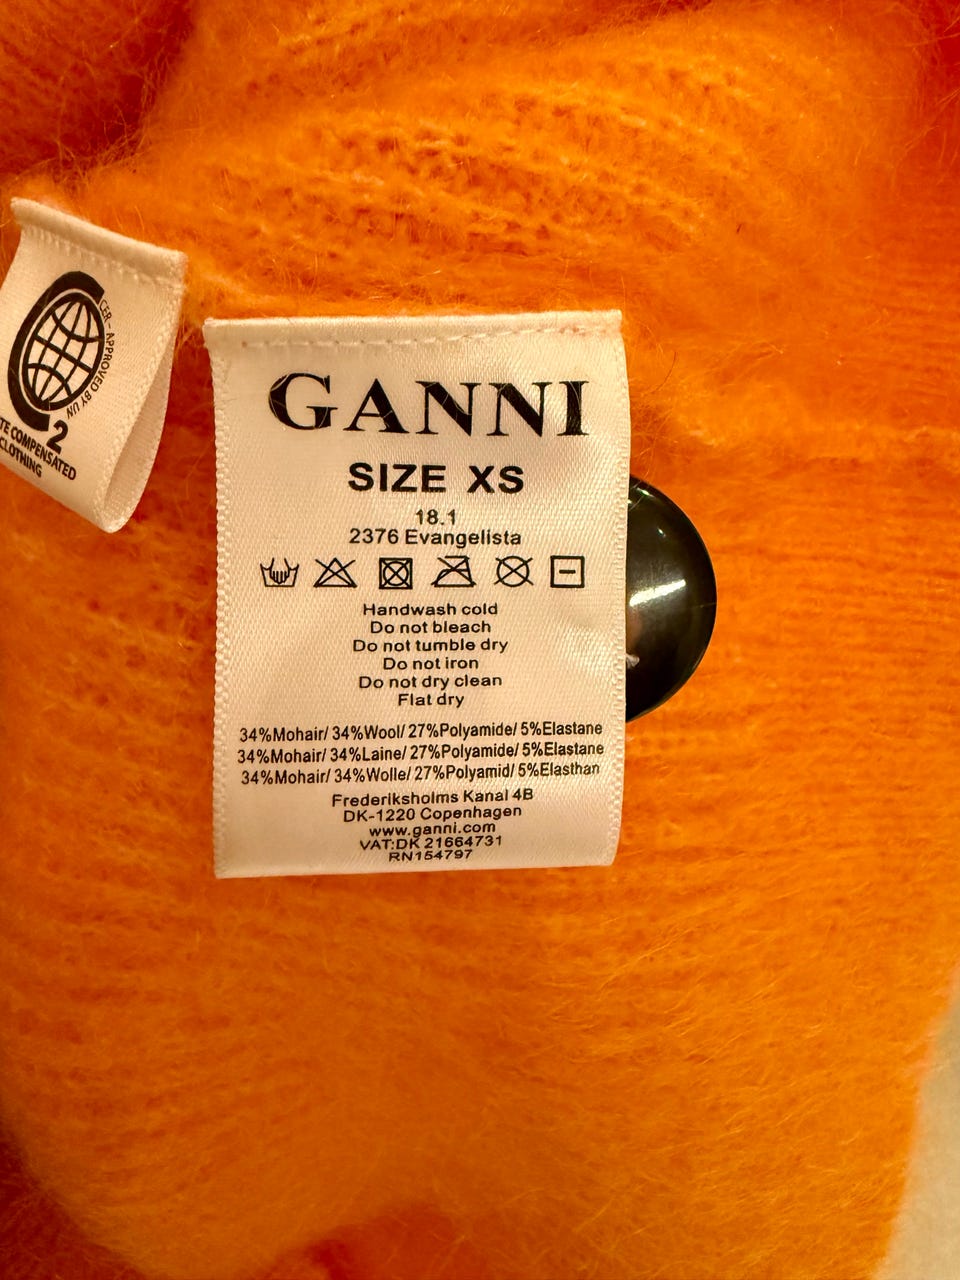 CER - APPROVED BY UN
2
TE COMPENSATED
CLOTHING
GANNI
SIZE XS
18.1
2376 Evangelista
Handwash cold
Do not bleach
Do not tumble dry
Do not iron
Do not dry clean
Flat dry
34%Mohair/ 34%Wool/ 27%Polyamide/ 5%Elastane
34%Mohair/ 34%Laine/ 27%Polyamide/ 5%Elastane
34%Mohair/ 34%Wolle/ 27%Polyamid/ 5%Elasthan
Frederiksholms Kanal 4B
DK-1220 Copenhagen
www.ganni.com
VAT:DK 21664731
RN154797